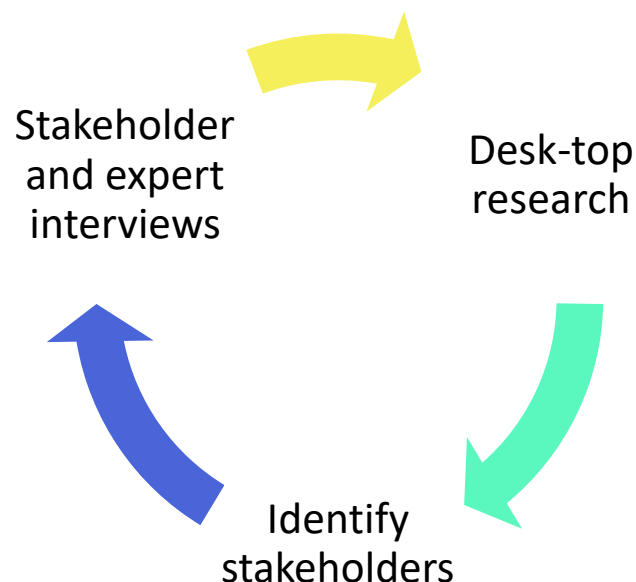 Stakeholder
and expert
interviews
Desk-top
research
Identify
stakeholders